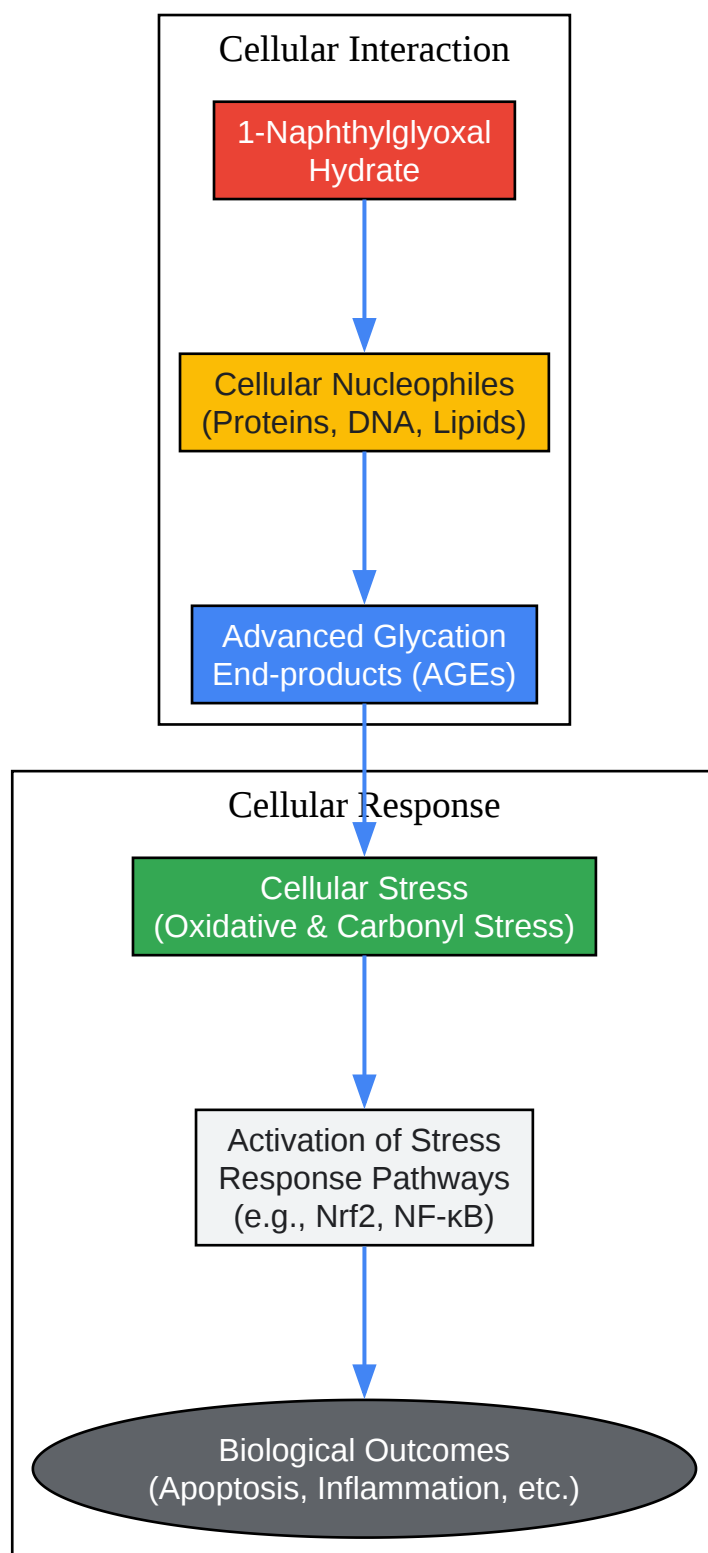 Cellular Interaction
1-Naphthylglyoxal
Hydrate
Cellular Nucleophiles
(Proteins, DNA, Lipids)
Advanced Glycation
End-products (AGEs)
Cellular Response
Cellular Stress
(Oxidative & Carbonyl Stress)
Activation of Stress
Response Pathways
(e.g., Nrf2, NF-κB)
Biological Outcomes
(Apoptosis, Inflammation, etc.)